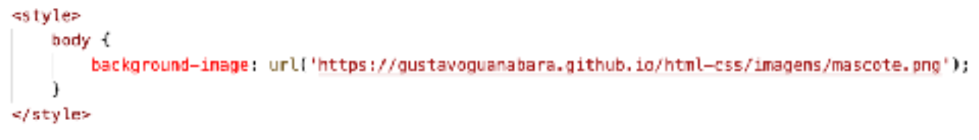 <style>
body {
background-image: url('https://gustavoguanabara.github.io/html-css/imagens/mascote.png');
}
</style>